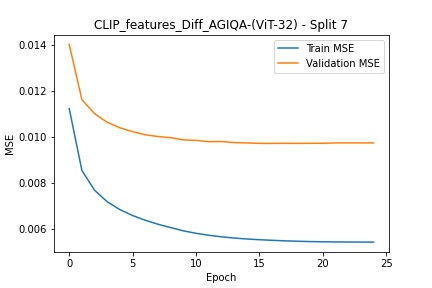 CLIP_features_Diff_AGIQA-(ViT-32) - Split 7
Train MSE
Validation MSE
MSE
0.014
0.012
0.010
0.008
0.006
0 5 10 15 20 25
Epoch